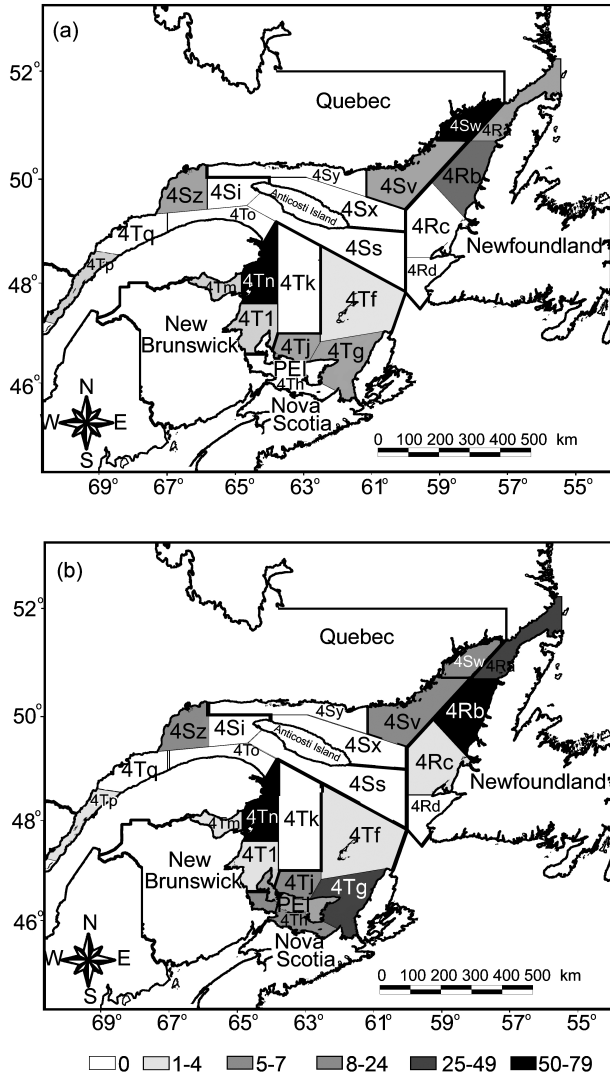 (a)
52°
50°
48°
46°
Quebec
4Sw
4Ra
4Sz
4Si
4Sy
4Sv
4Rb
Anticosti Island
4Sx
4To
4Tq
4Rc
4Ss
Newfoundland
4Tp
4Tm
4Tn
4Tk
4Rd
4Tf
New
Brunswick
4T1
4Tj
4Tg
PEI
4Th
Nova
Scotia
N
W E
S
0 100 200 300 400 500 km
69° 67° 65° 63° 61° 59° 57° 55°
(b)
52°
50°
48°
46°
Quebec
4Sw
4Ra
4Sz
4Si
4Sy
4Sv
4Rb
Anticosti Island
4Sx
4To
4Tq
4Rc
4Ss
Newfoundland
4Tp
4Tm
4Tn
4Tk
4Rd
4Tf
New
Brunswick
4T1
4Tj
4Tg
PEI
4Th
Nova
Scotia
N
W E
S
0 100 200 300 400 500 km
69° 67° 65° 63° 61° 59° 57° 55°
0 1-4 5-7 8-24 25-49 50-79